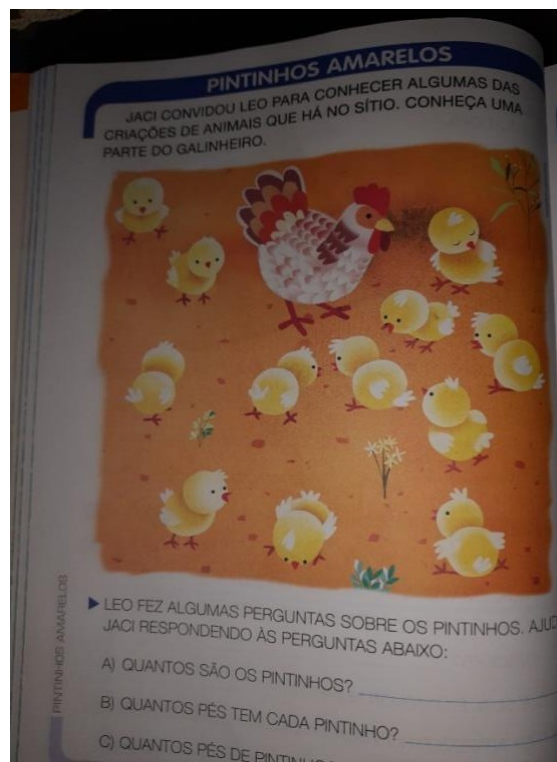 PINTINHOS AMARELOS
JACI CONVIDOU LEO PARA CONHECER ALGUMAS DAS
CRIAÇÕES DE ANIMAIS QUE HÁ NO SÍTIO. CONHEÇA UMA
PARTE DO GALINHEIRO.
▶ LEO FEZ ALGUMAS PERGUNTAS SOBRE OS PINTINHOS.
JACI RESPONDENDO ÀS PERGUNTAS ABAIXO:
A) QUANTOS SÃO OS PINTINHOS?
B) QUANTOS PÉS TEM CADA PINTINHO?
C) QUANTOS PÉS DE
PINTINHOS AMARELOS